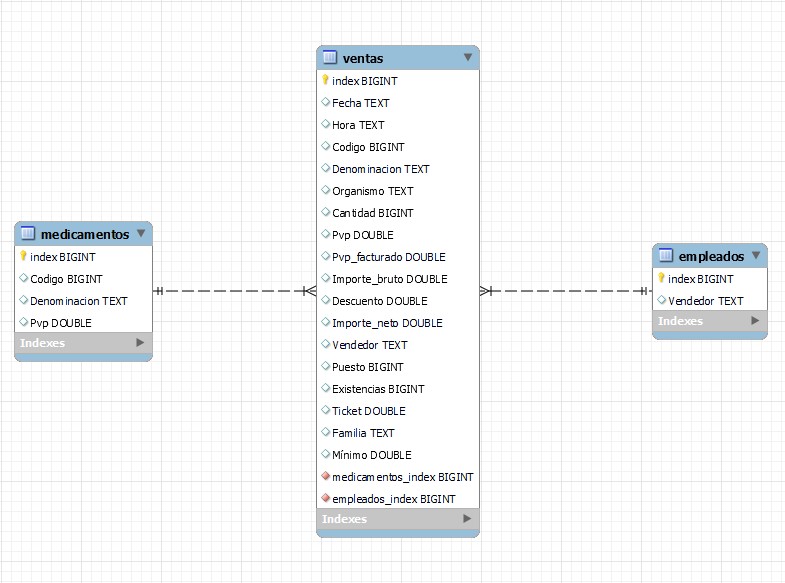 ventas
index BIGINT
Fecha TEXT
Hora TEXT
Codigo BIGINT
Denominacion TEXT
Organismo TEXT
Cantidad BIGINT
Pvp DOUBLE
Pvp_facturado DOUBLE
Importe_bruto DOUBLE
Descuento DOUBLE
Importe_neto DOUBLE
Vendedor TEXT
Puesto BIGINT
Existencias BIGINT
Ticket DOUBLE
Familia TEXT
Mínimo DOUBLE
medicamentos_index BIGINT
empleados_index BIGINT
Indexes
medicamentos
index BIGINT
Codigo BIGINT
Denominacion TEXT
Pvp DOUBLE
Indexes
empleados
index BIGINT
Vendedor TEXT
Indexes